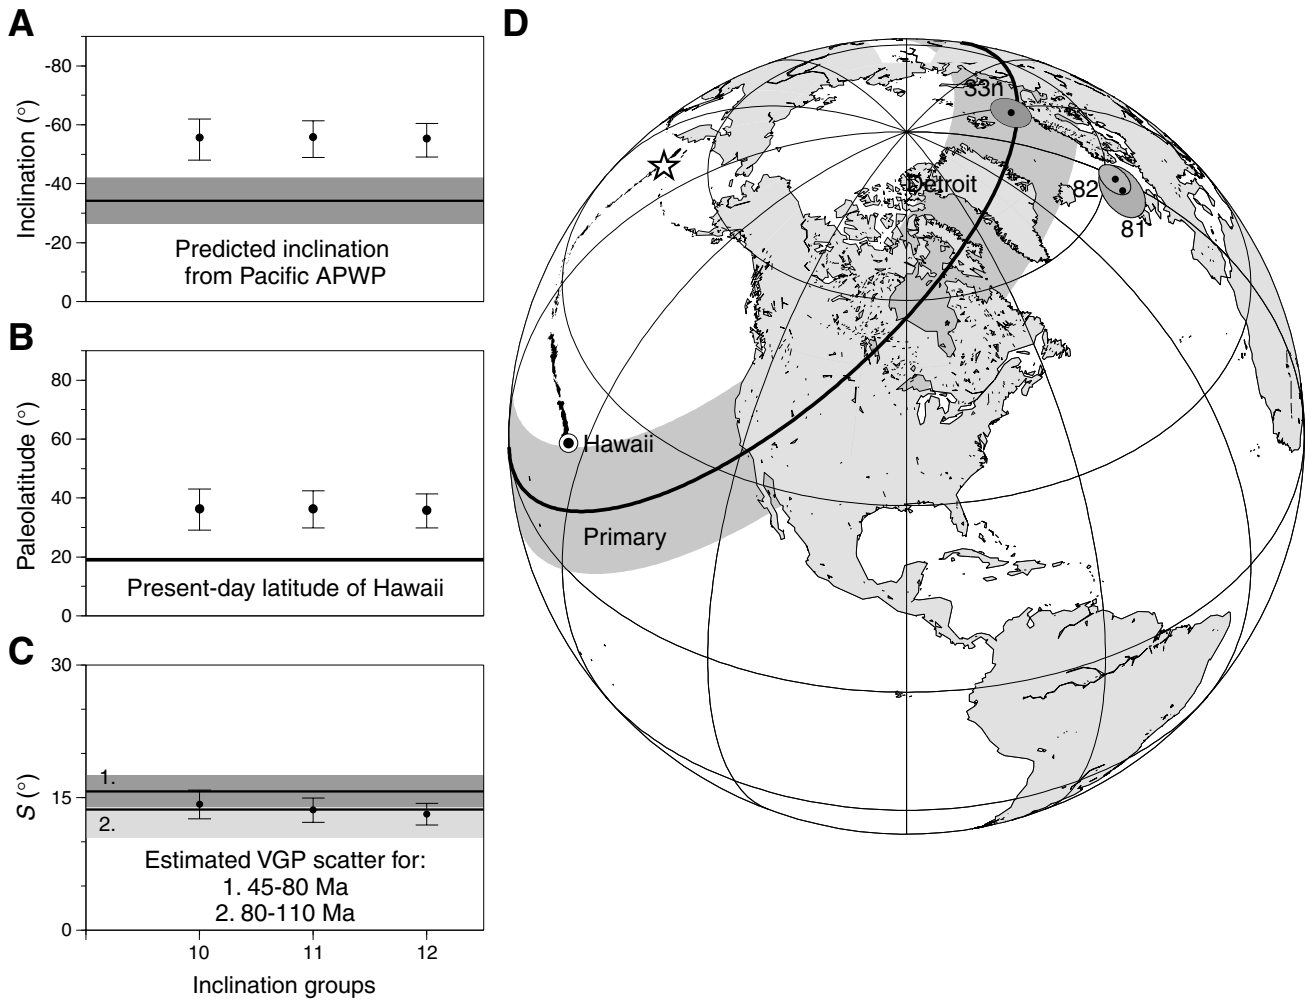 A
-80
-60
-40
-20
0
Inclination (°)
Predicted inclination
from Pacific APWP
B
80
60
40
20
0
Paleolatitude (°)
Present-day latitude of Hawaii
C
30
15
0
S (°)
1.
2.
Estimated VGP scatter for:
1. 45-80 Ma
2. 80-110 Ma
10
11
12
Inclination groups
D
33n
Detroit
82
81
Hawaii
Primary